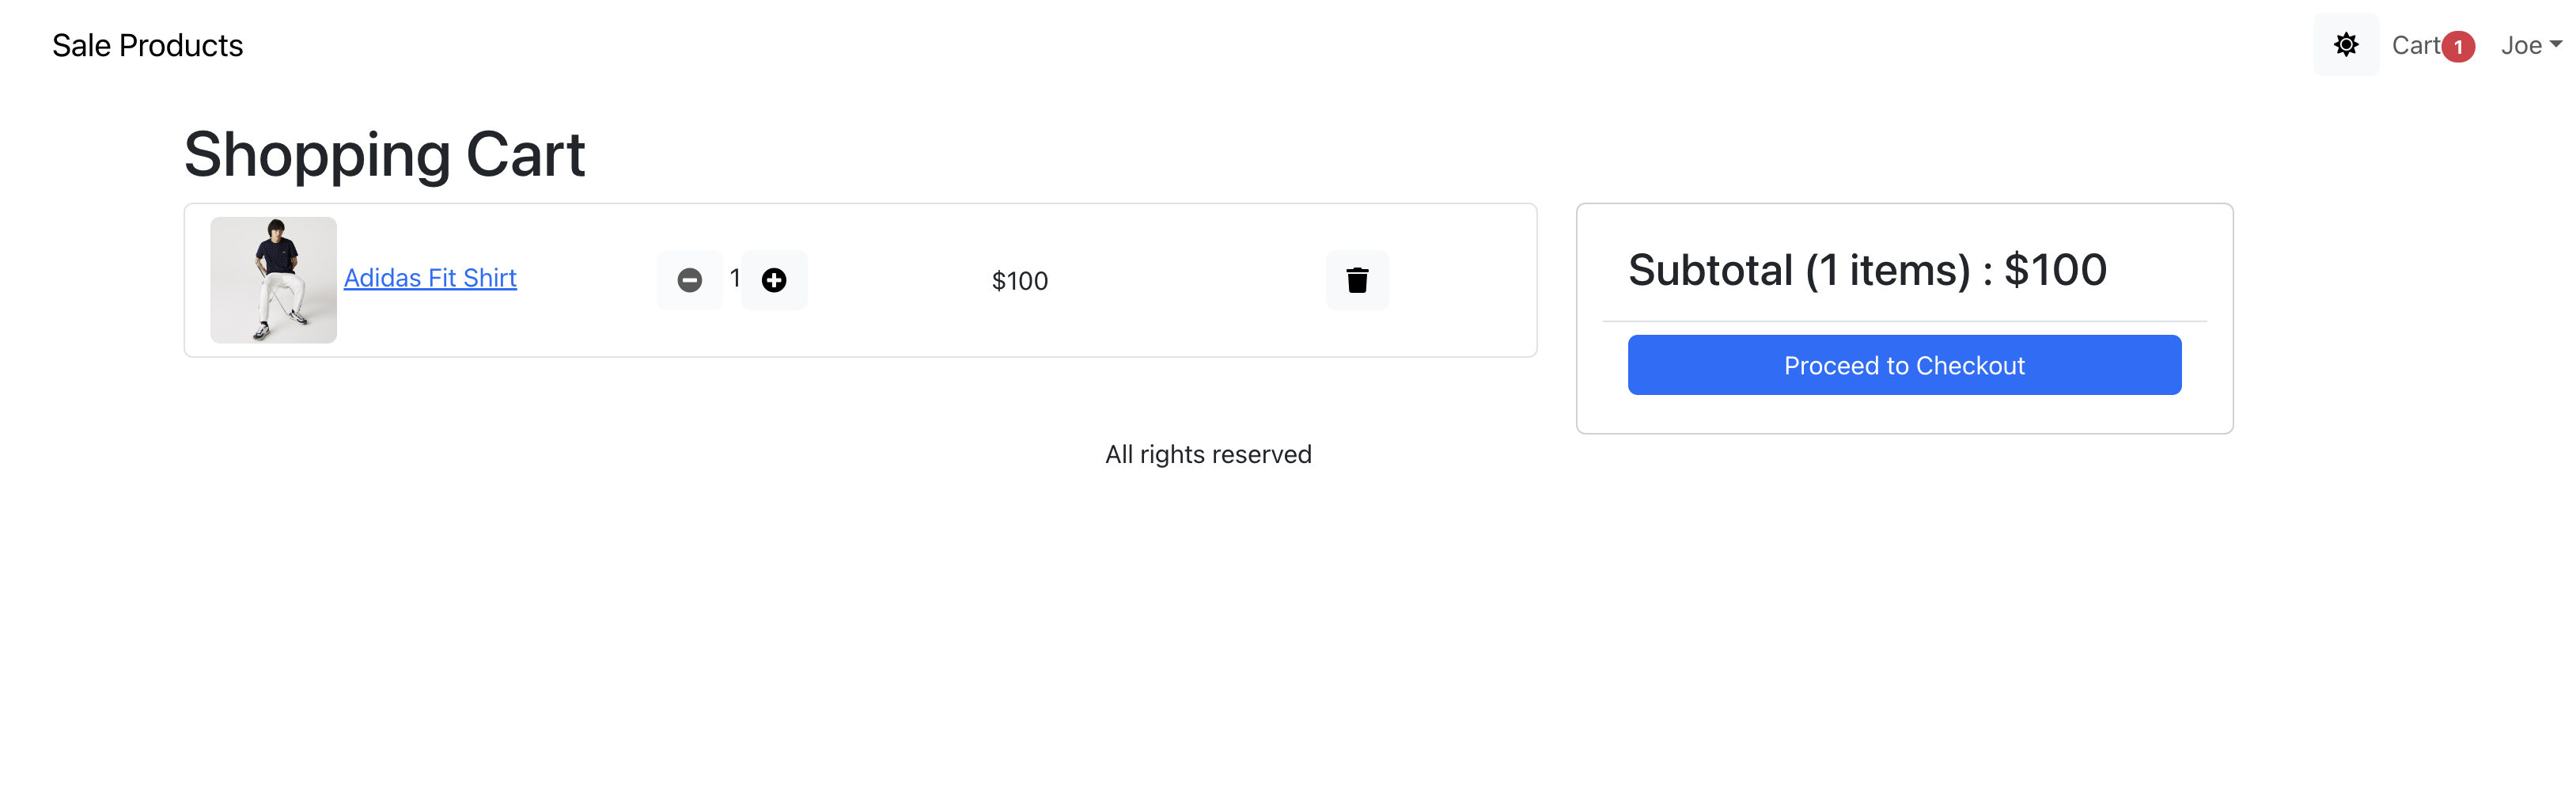 Sale Products
Cart 1
Joe
Shopping Cart
Adidas Fit Shirt
1
$100
Subtotal (1 items) : $100
Proceed to Checkout
All rights reserved